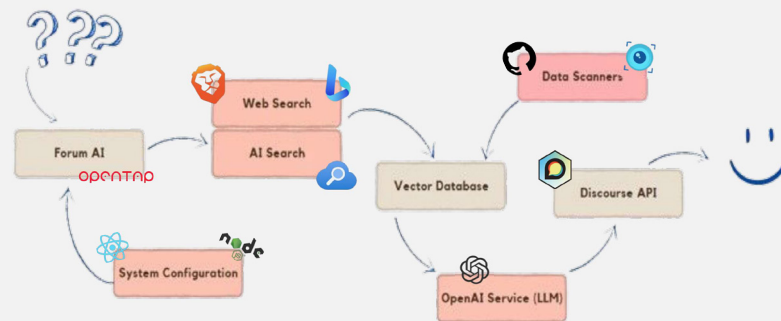 ???
Web Search
Data Scanners
Forum AI
AI Search
opentap
Vector Database
Discourse API
node
System Configuration
OpenAI Service (LLM)